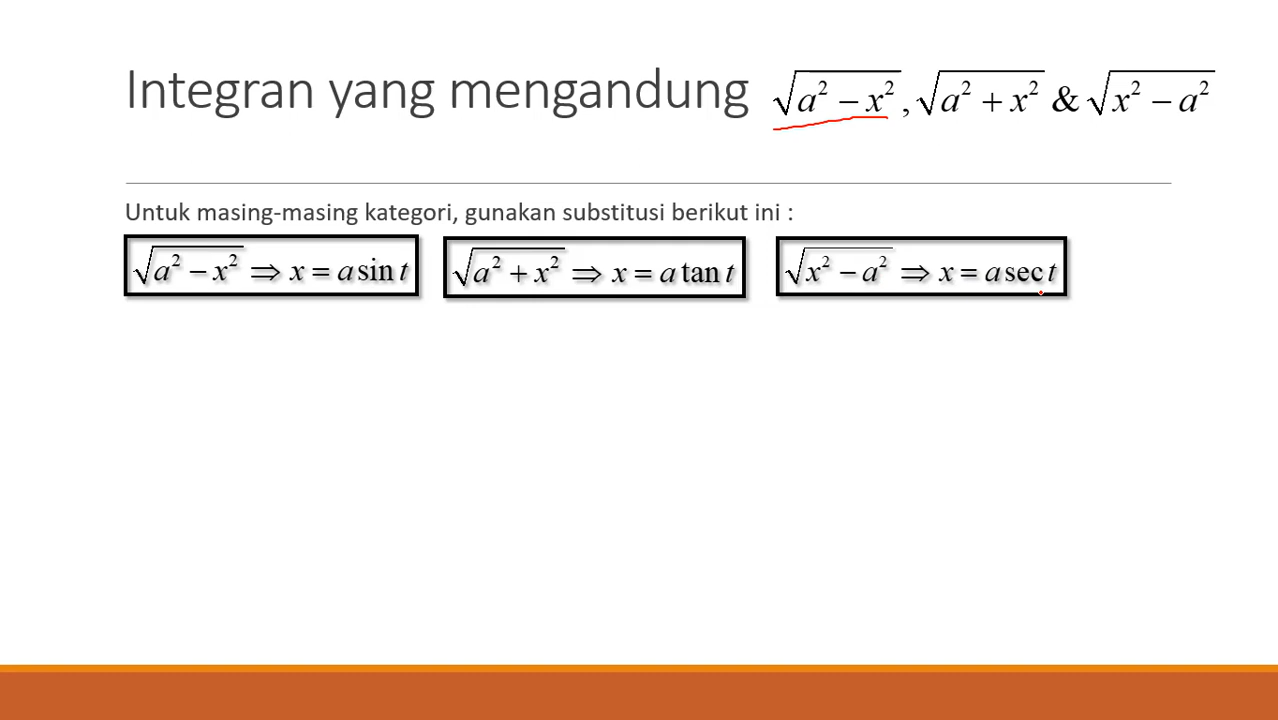 Integran yang mengandung √(a² − x²) , √(a² + x²) & √(x² − a²)
Untuk masing-masing kategori, gunakan substitusi berikut ini :
√(a² − x²) ⇒ x = a sin t
√(a² + x²) ⇒ x = a tan t
√(x² − a²) ⇒ x = a sec t